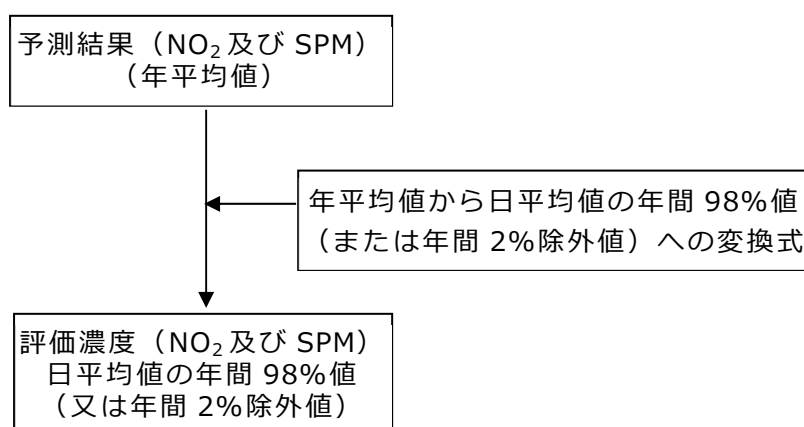 予測結果（NO₂及び SPM）
（年平均値）
年平均値から日平均値の年間 98%値
（または年間 2%除外値）への変換式
評価濃度（NO₂及び SPM）
日平均値の年間 98%値
（又は年間 2%除外値）